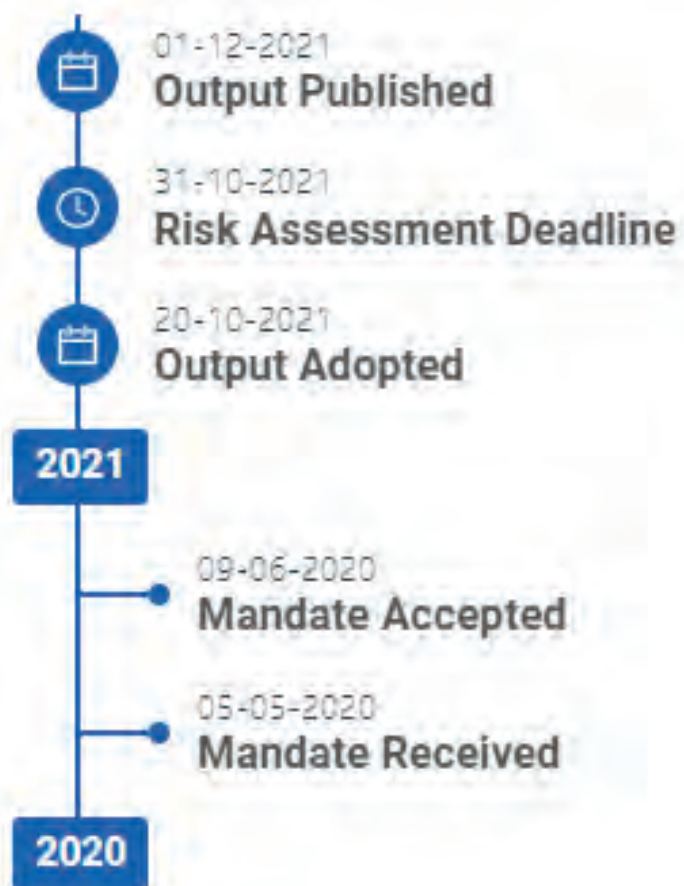 01-12-2021
Output Published
31-10-2021
Risk Assessment Deadline
20-10-2021
Output Adopted
2021
09-06-2020
Mandate Accepted
05-05-2020
Mandate Received
2020